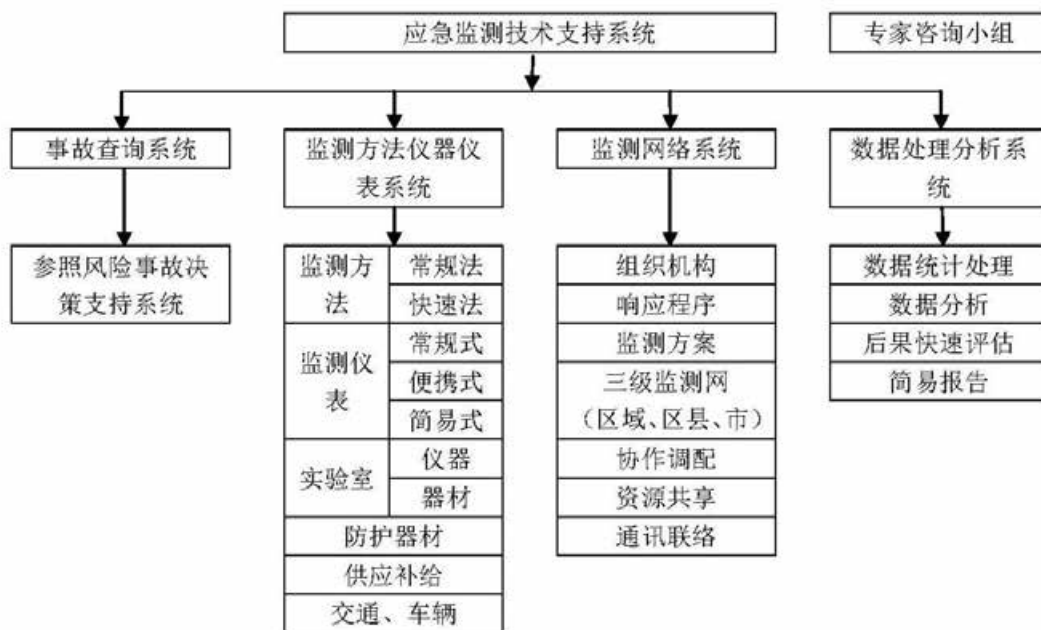 应急监测技术支持系统
专家咨询小组
事故查询系统
监测方法仪器仪
表系统
监测网络系统
数据处理分析系
统
参照风险事故决
策支持系统
监测方
法
常规法
快速法
监测仪
表
常规式
便携式
简易式
实验室
仪器
器材
防护器材
供应补给
交通、车辆
组织机构
响应程序
监测方案
三级监测网
（区域、区县、市）
协作调配
资源共享
通讯联络
数据统计处理
数据分析
后果快速评估
简易报告